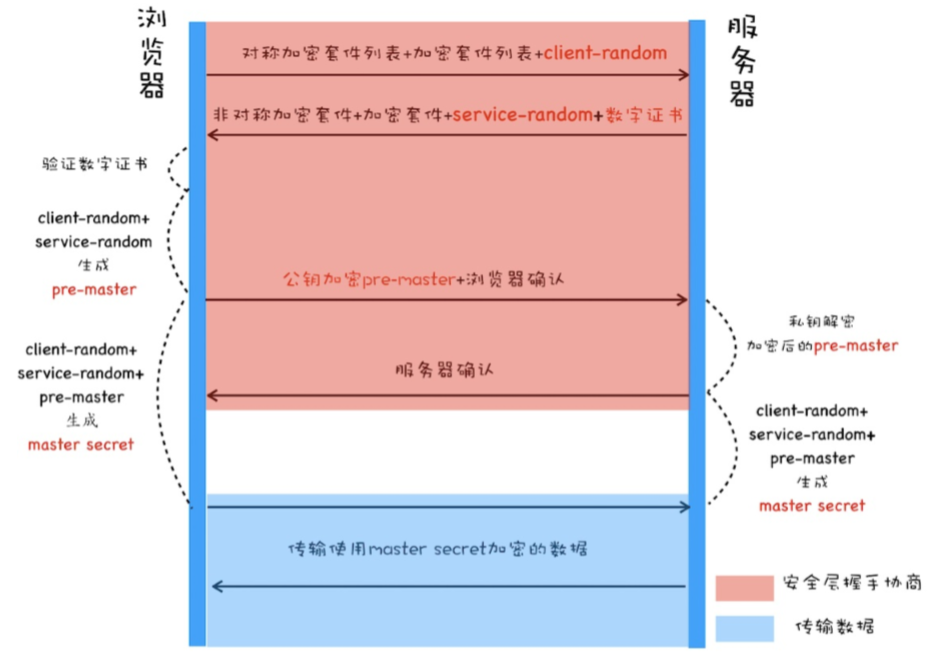 浏览器
服务器
对称加密套件列表+加密套件列表+client-random
非对称加密套件+加密套件+service-random+数字证书
验证数字证书
client-random+
service-random
生成
pre-master
公钥加密pre-master+浏览器确认
私钥解密
加密后的pre-master
client-random+
service-random+
pre-master
生成
master secret
服务器确认
client-random+
service-random+
pre-master
生成
master secret
传输使用master secret加密的数据
安全层握手协商
传输数据